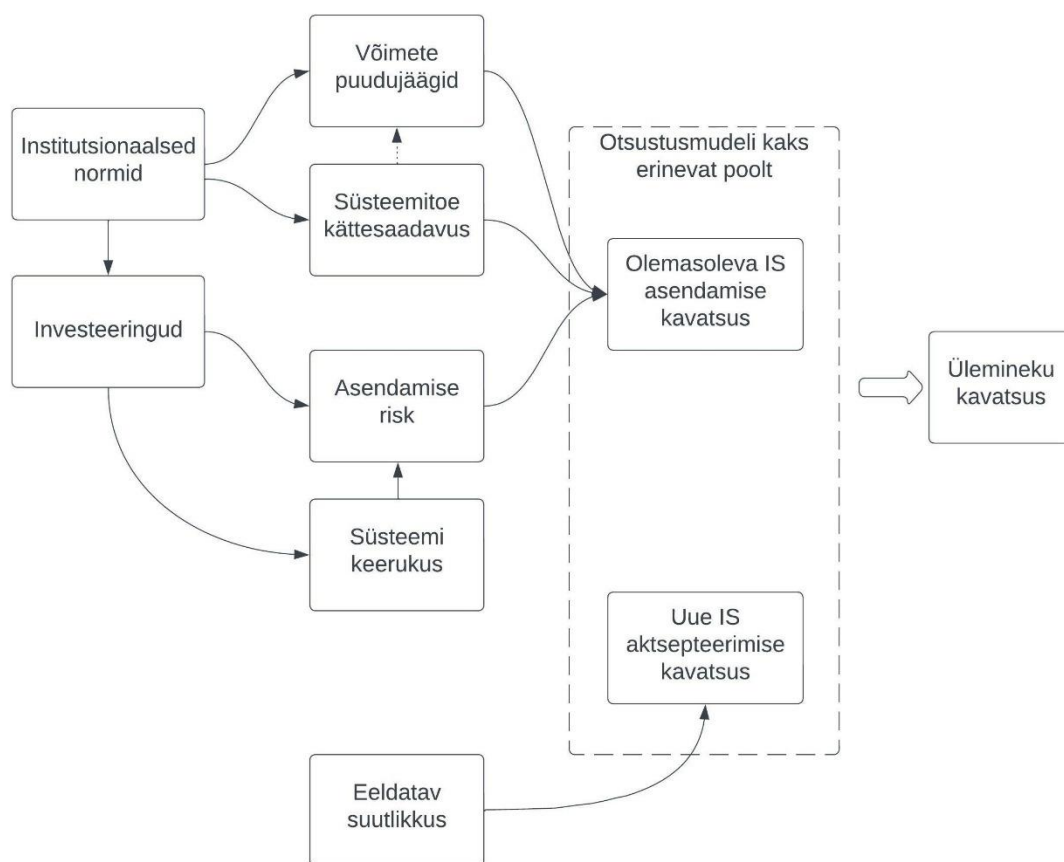 Võimete
puudujäägid
Institutsionaalsed
normid
Süsteemitoe
kättesaadavus
Investeeringud
Asendamise
risk
Süsteemi
keerukus
Eeldatav
suutlikkus
Otsustusmudeli kaks
erinevat poolt
Olemasoleva IS
asendamise
kavatsus
Uue IS
aktsepteerimise
kavatsus
Ülemineku
kavatsus